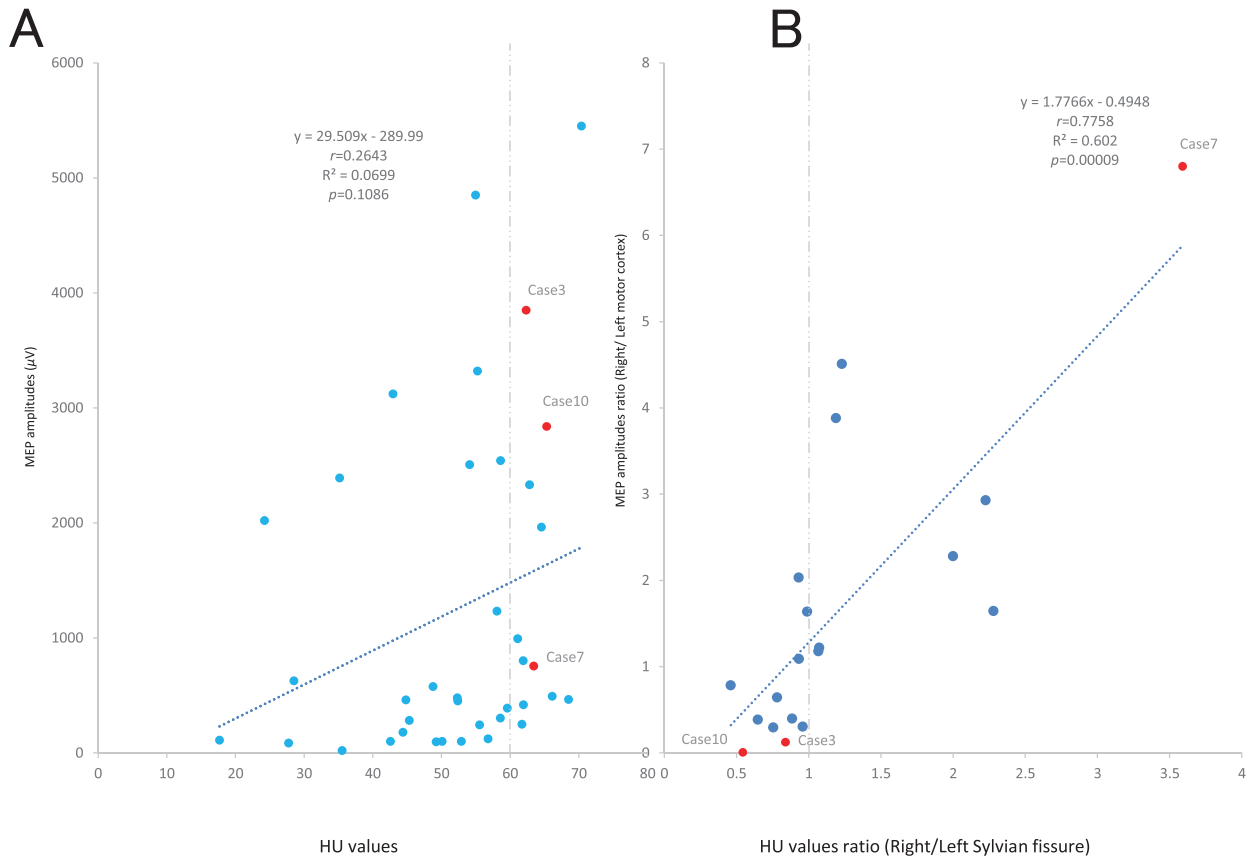 A
6000
5000
4000
3000
2000
1000
0
MEP amplitudes (μV)
y = 29.509x - 289.99
r=0.2643
R² = 0.0699
p=0.1086
Case3
Case10
Case7
0 10 20 30 40 50 60 70 80
HU values
B
8
7
6
5
4
3
2
1
0
MEP amplitudes ratio (Right/ Left motor cortex)
y = 1.7766x - 0.4948
r=0.7758
R² = 0.602
p=0.00009
Case7
Case10
Case3
0 0.5 1 1.5 2 2.5 3 3.5 4
HU values ratio (Right/Left Sylvian fissure)